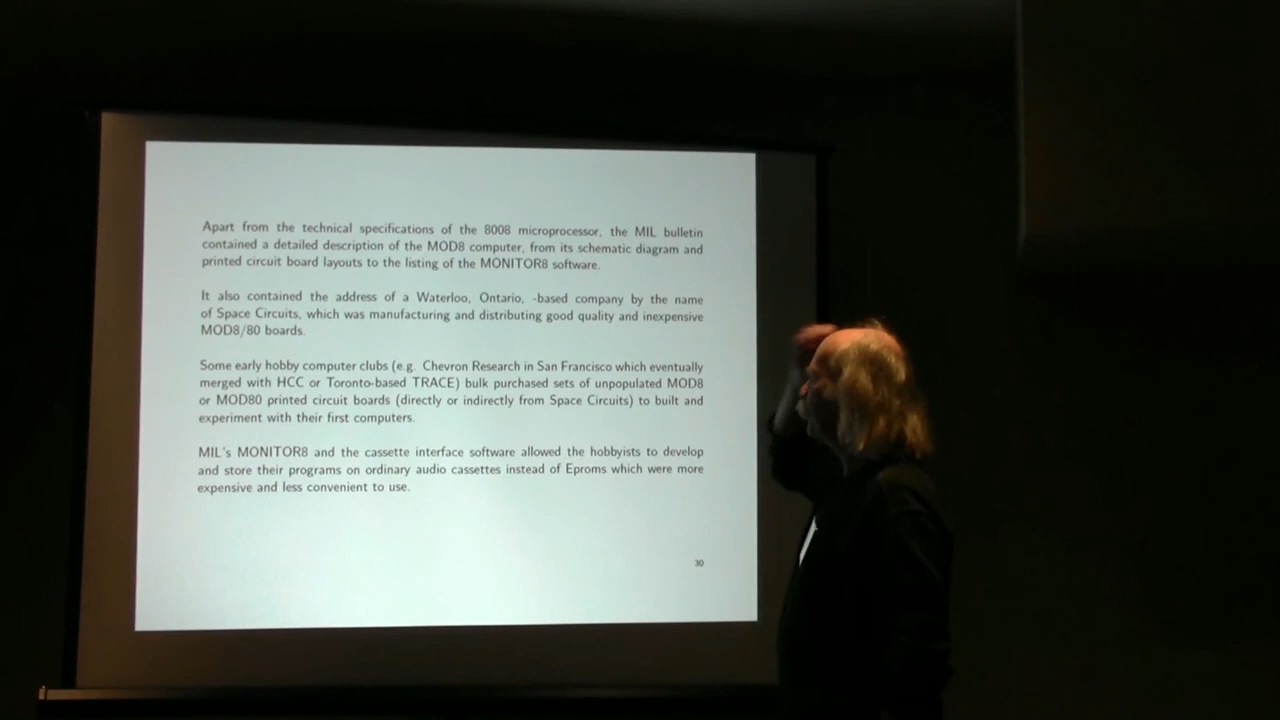 Apart from the technical specifications of the 8008 microprocessor, the MIL bulletin
contained a detailed description of the MOD8 computer, from its schematic diagram and
printed circuit board layouts to the listing of the MONITOR8 software.
It also contained the address of a Waterloo, Ontario, -based company by the name
of Space Circuits, which was manufacturing and distributing good quality and inexpensive
MOD8/80 boards.
Some early hobby computer clubs (e.g. Chevron Research in San Francisco which eventually
merged with HCC or Toronto-based TRACE) bulk purchased sets of unpopulated MOD8
or MOD80 printed circuit boards (directly or indirectly from Space Circuits) to built and
experiment with their first computers.
MIL's MONITOR8 and the cassette interface software allowed the hobbyists to develop
and store their programs on ordinary audio cassettes instead of Eproms which were more
expensive and less convenient to use.
30